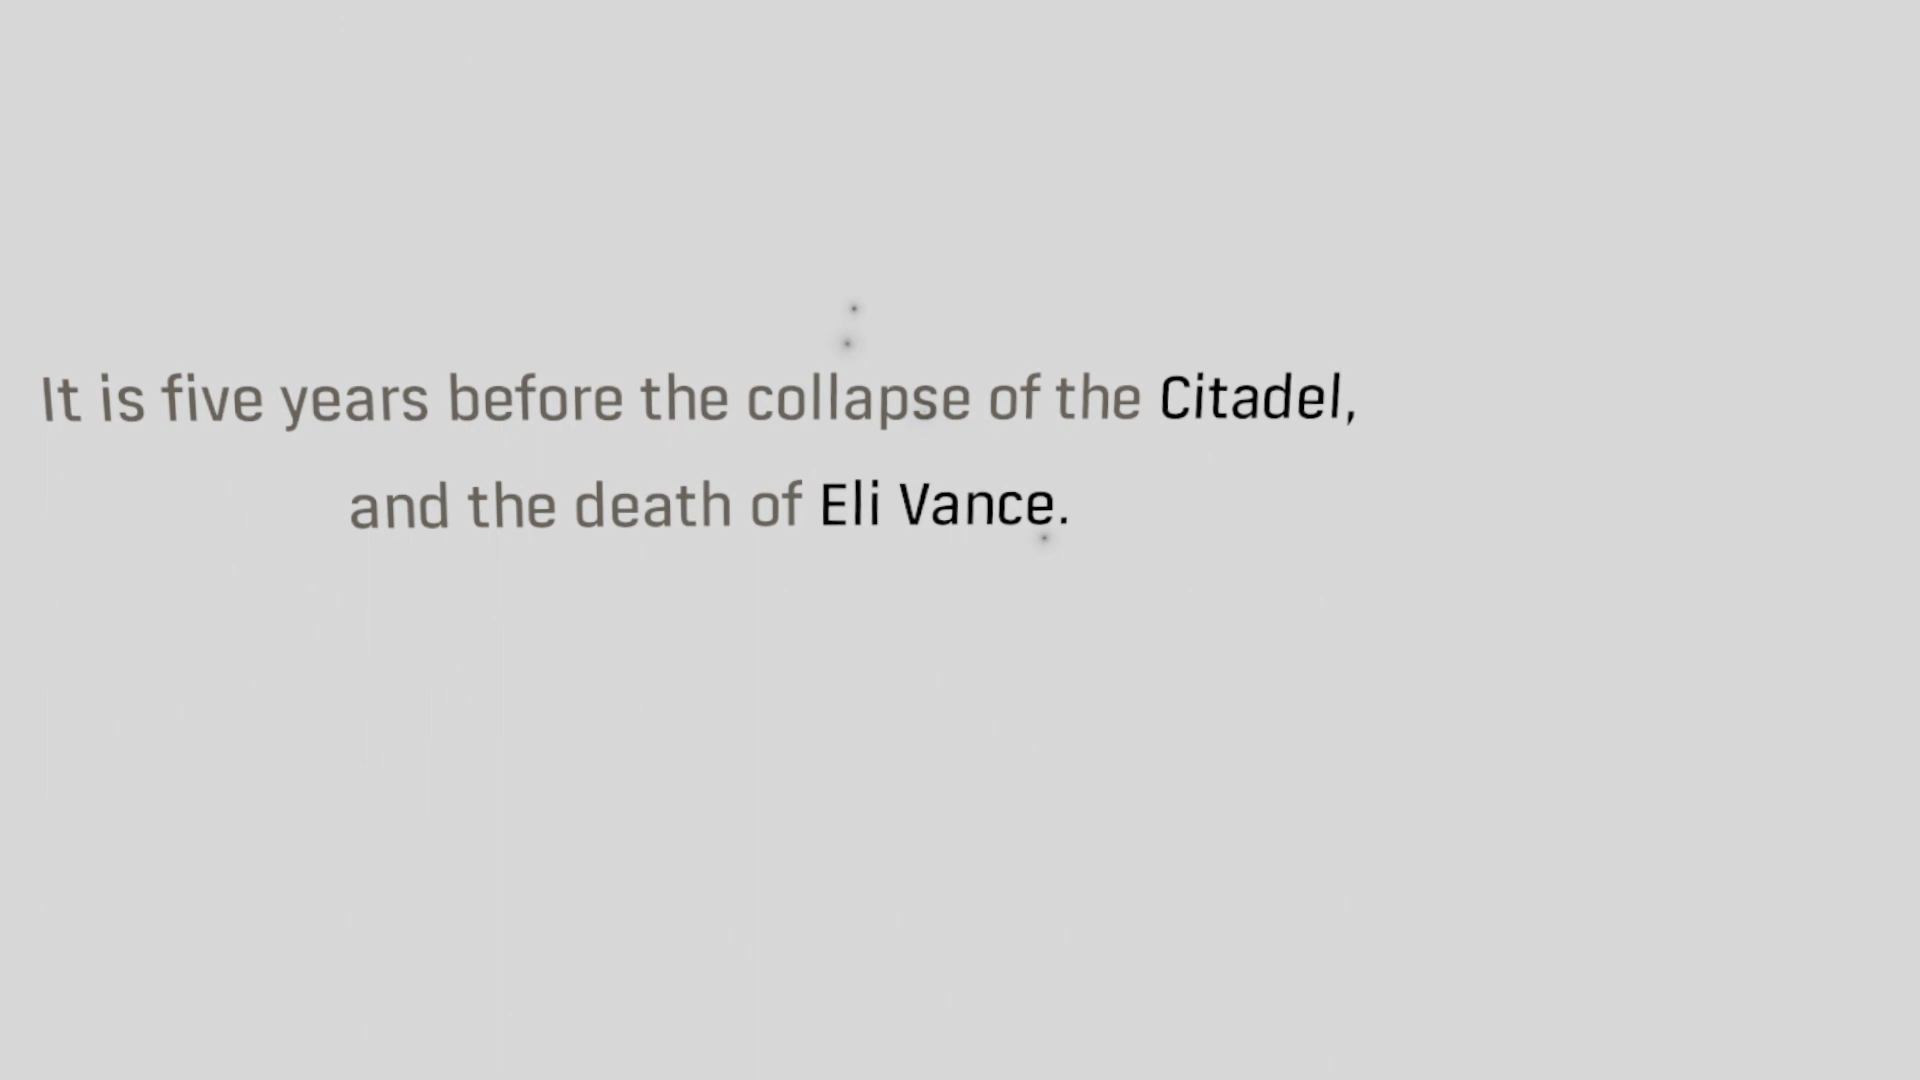 It is five years before the collapse of the Citadel,
and the death of Eli Vance.